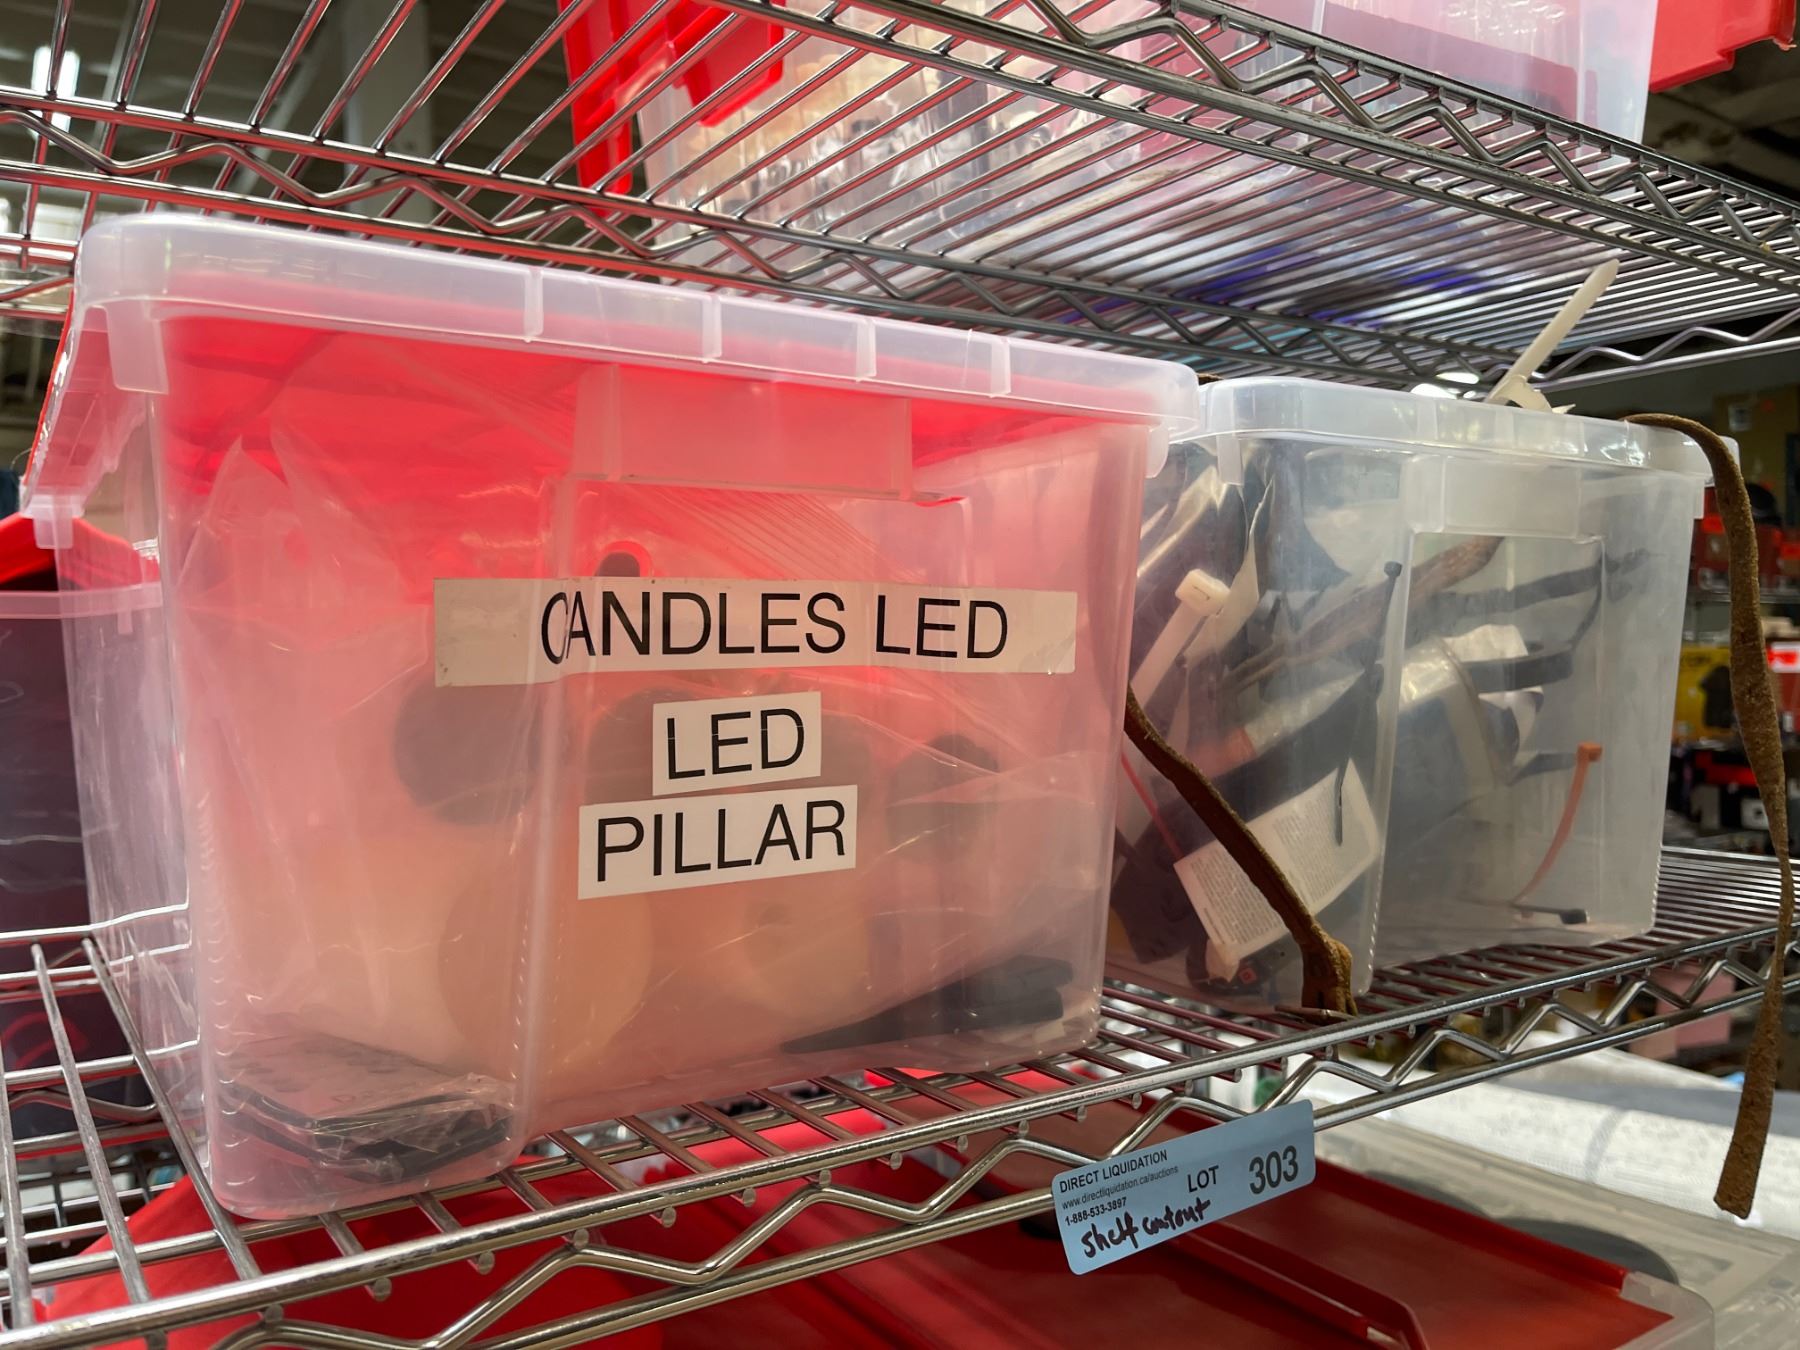 CANDLES LED
LED
PILLAR
DIRECT LIQUIDATION
www.directliquidation.ca/auctions
1-888-533-3897
LOT 303
shelf content